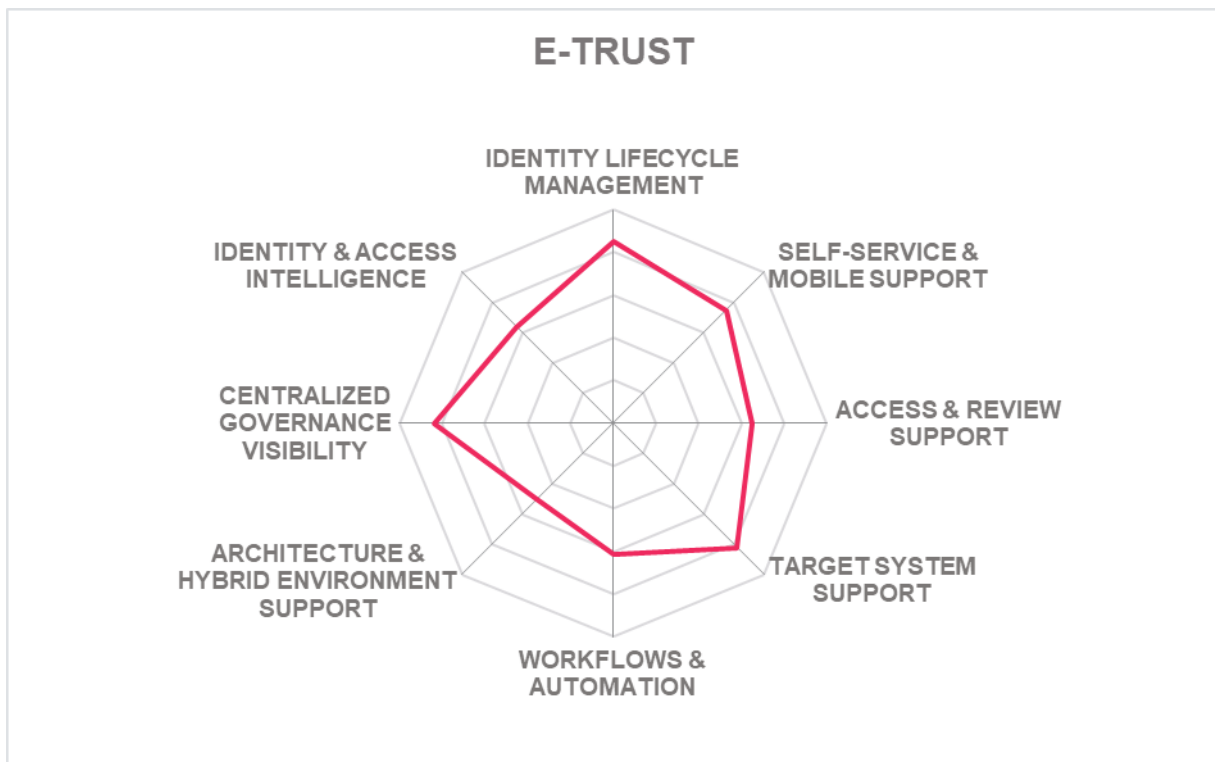 E-TRUST
IDENTITY LIFECYCLE
MANAGEMENT
IDENTITY & ACCESS
INTELLIGENCE
SELF-SERVICE &
MOBILE SUPPORT
CENTRALIZED
GOVERNANCE
VISIBILITY
ACCESS & REVIEW
SUPPORT
ARCHITECTURE &
HYBRID ENVIRONMENT
SUPPORT
TARGET SYSTEM
SUPPORT
WORKFLOWS &
AUTOMATION